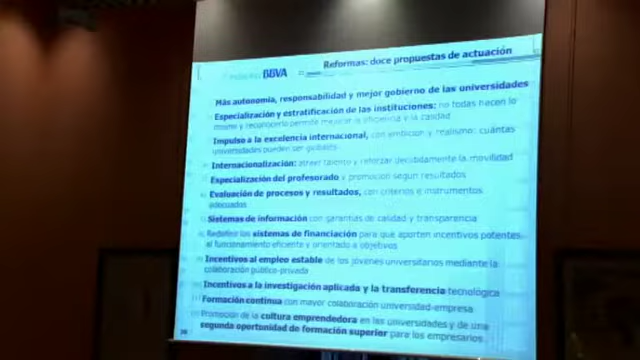 BBVA
Reformas: doce propuestas de actuación
Más autonomía, responsabilidad y mejor gobierno de las universidades
Especialización y estratificación de las instituciones: no todas hacen lo
mismo y reconocerlo permite mejorar la eficiencia y la calidad
Impulso a la excelencia internacional, con ambición y realismo: cuántas
universidades pueden ser globales
Internacionalización: atraer talento y reforzar decididamente la movilidad
Especialización del profesorado y promoción según resultados
Evaluación de procesos y resultados, con criterios e instrumentos
adecuados
Sistemas de información con garantías de calidad y transparencia
Redefinir los sistemas de financiación para que aporten incentivos potentes
al funcionamiento eficiente y orientado a objetivos
Incentivos al empleo estable de los jóvenes universitarios mediante la
colaboración público-privada
Incentivos a la investigación aplicada y la transferencia tecnológica
Formación continua con mayor colaboración universidad-empresa
Promoción de la cultura emprendedora en las universidades y de una
segunda oportunidad de formación superior para los empresarios